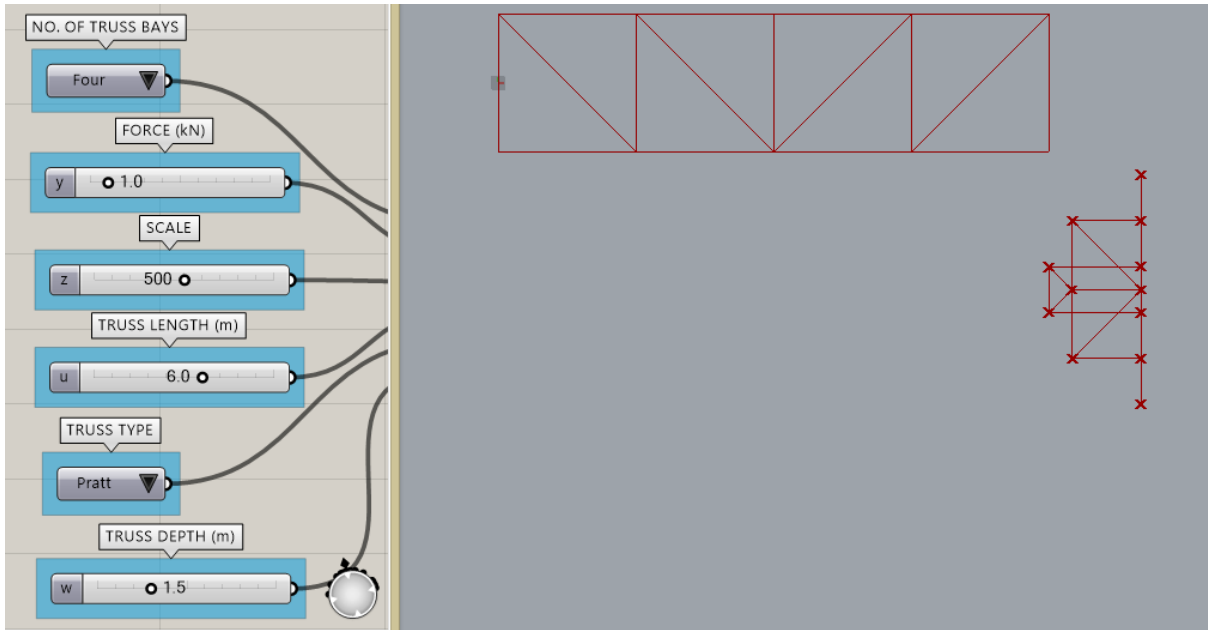 NO. OF TRUSS BAYS
Four
FORCE (kN)
y 1.0
SCALE
z 500
TRUSS LENGTH (m)
u 6.0
TRUSS TYPE
Pratt
TRUSS DEPTH (m)
w 1.5